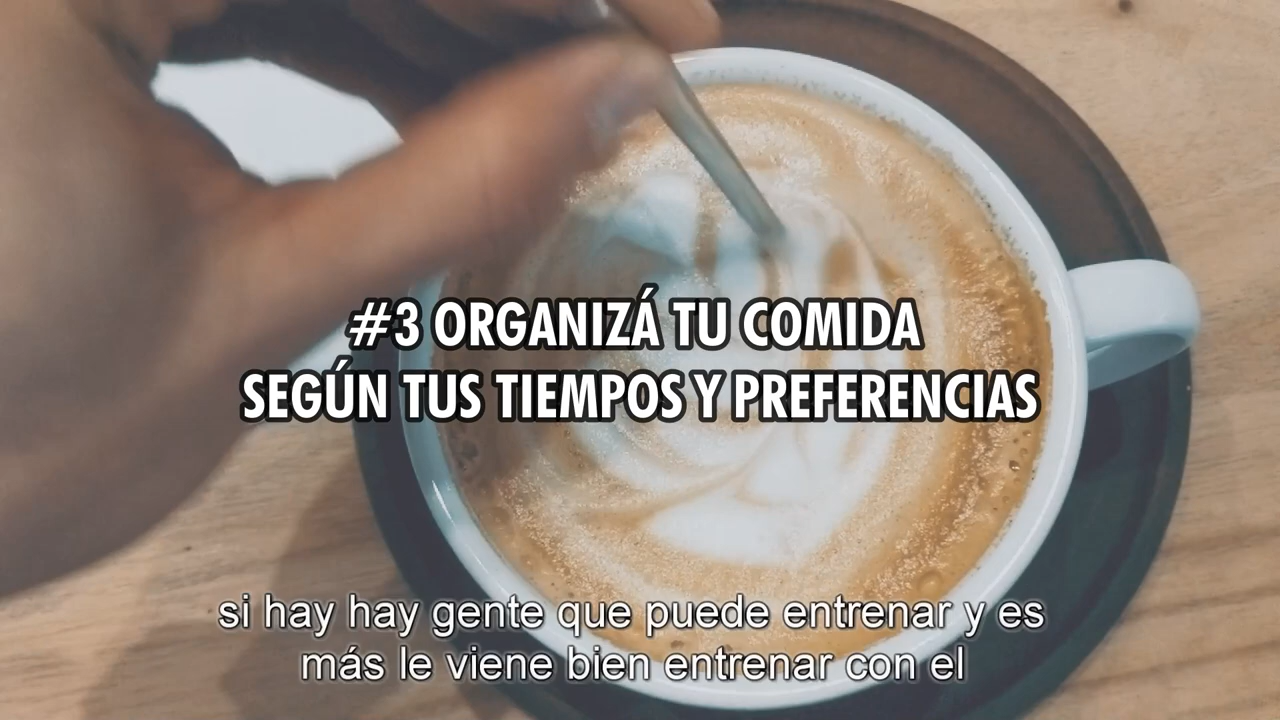 #3 ORGANIZÁ TU COMIDA
SEGÚN TUS TIEMPOS Y PREFERENCIAS
si hay hay gente que puede entrenar y es
más le viene bien entrenar con el